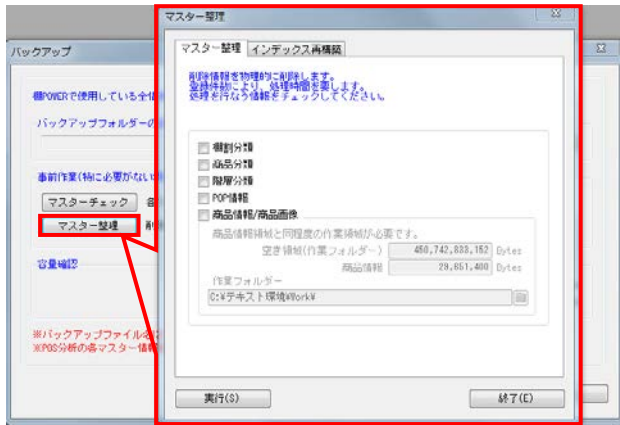 マスター整理
バックアップ
マスター整理 インデックス再構築
削除情報を物理的に削除します。
登録件数により、処理時間を要します。
処理を行なう情報をチェックしてください。
棚割分類
商品分類
階層分類
POP情報
商品情報/商品画像
商品情報領域と同程度の作業領域が必要です。
空き領域(作業フォルダー) 450,742,833,152 Bytes
商品情報 29,651,400 Bytes
作業フォルダー
C:¥テキスト環境¥Work¥
実行(S) 終了(E)
棚POWERで使用している全情
バックアップフォルダーの
事前作業(特に必要がない
マスターチェック 各
マスター整理 削
容量確認
※バックアップファイル名
※POS分析の各マスター情報